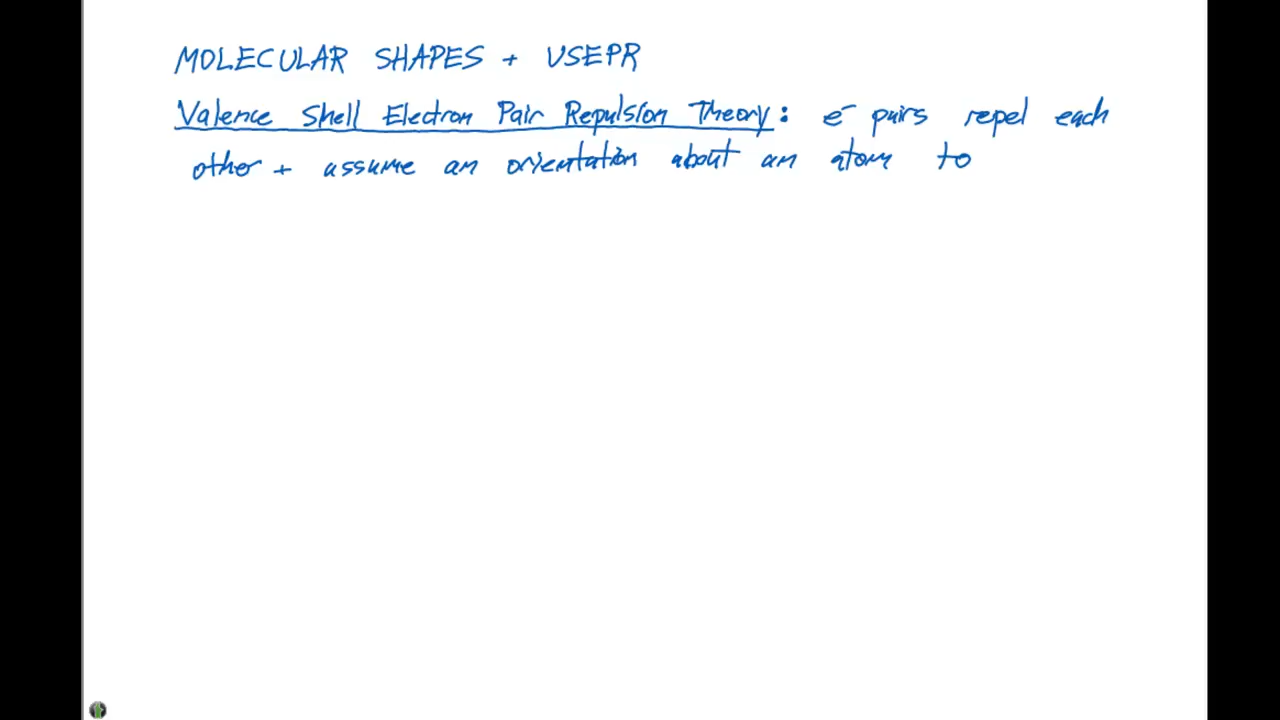 MOLECULAR SHAPES + VSEPR
Valence Shell Electron Pair Repulsion Theory: e⁻ pairs repel each
other + assume an orientation about an atom to